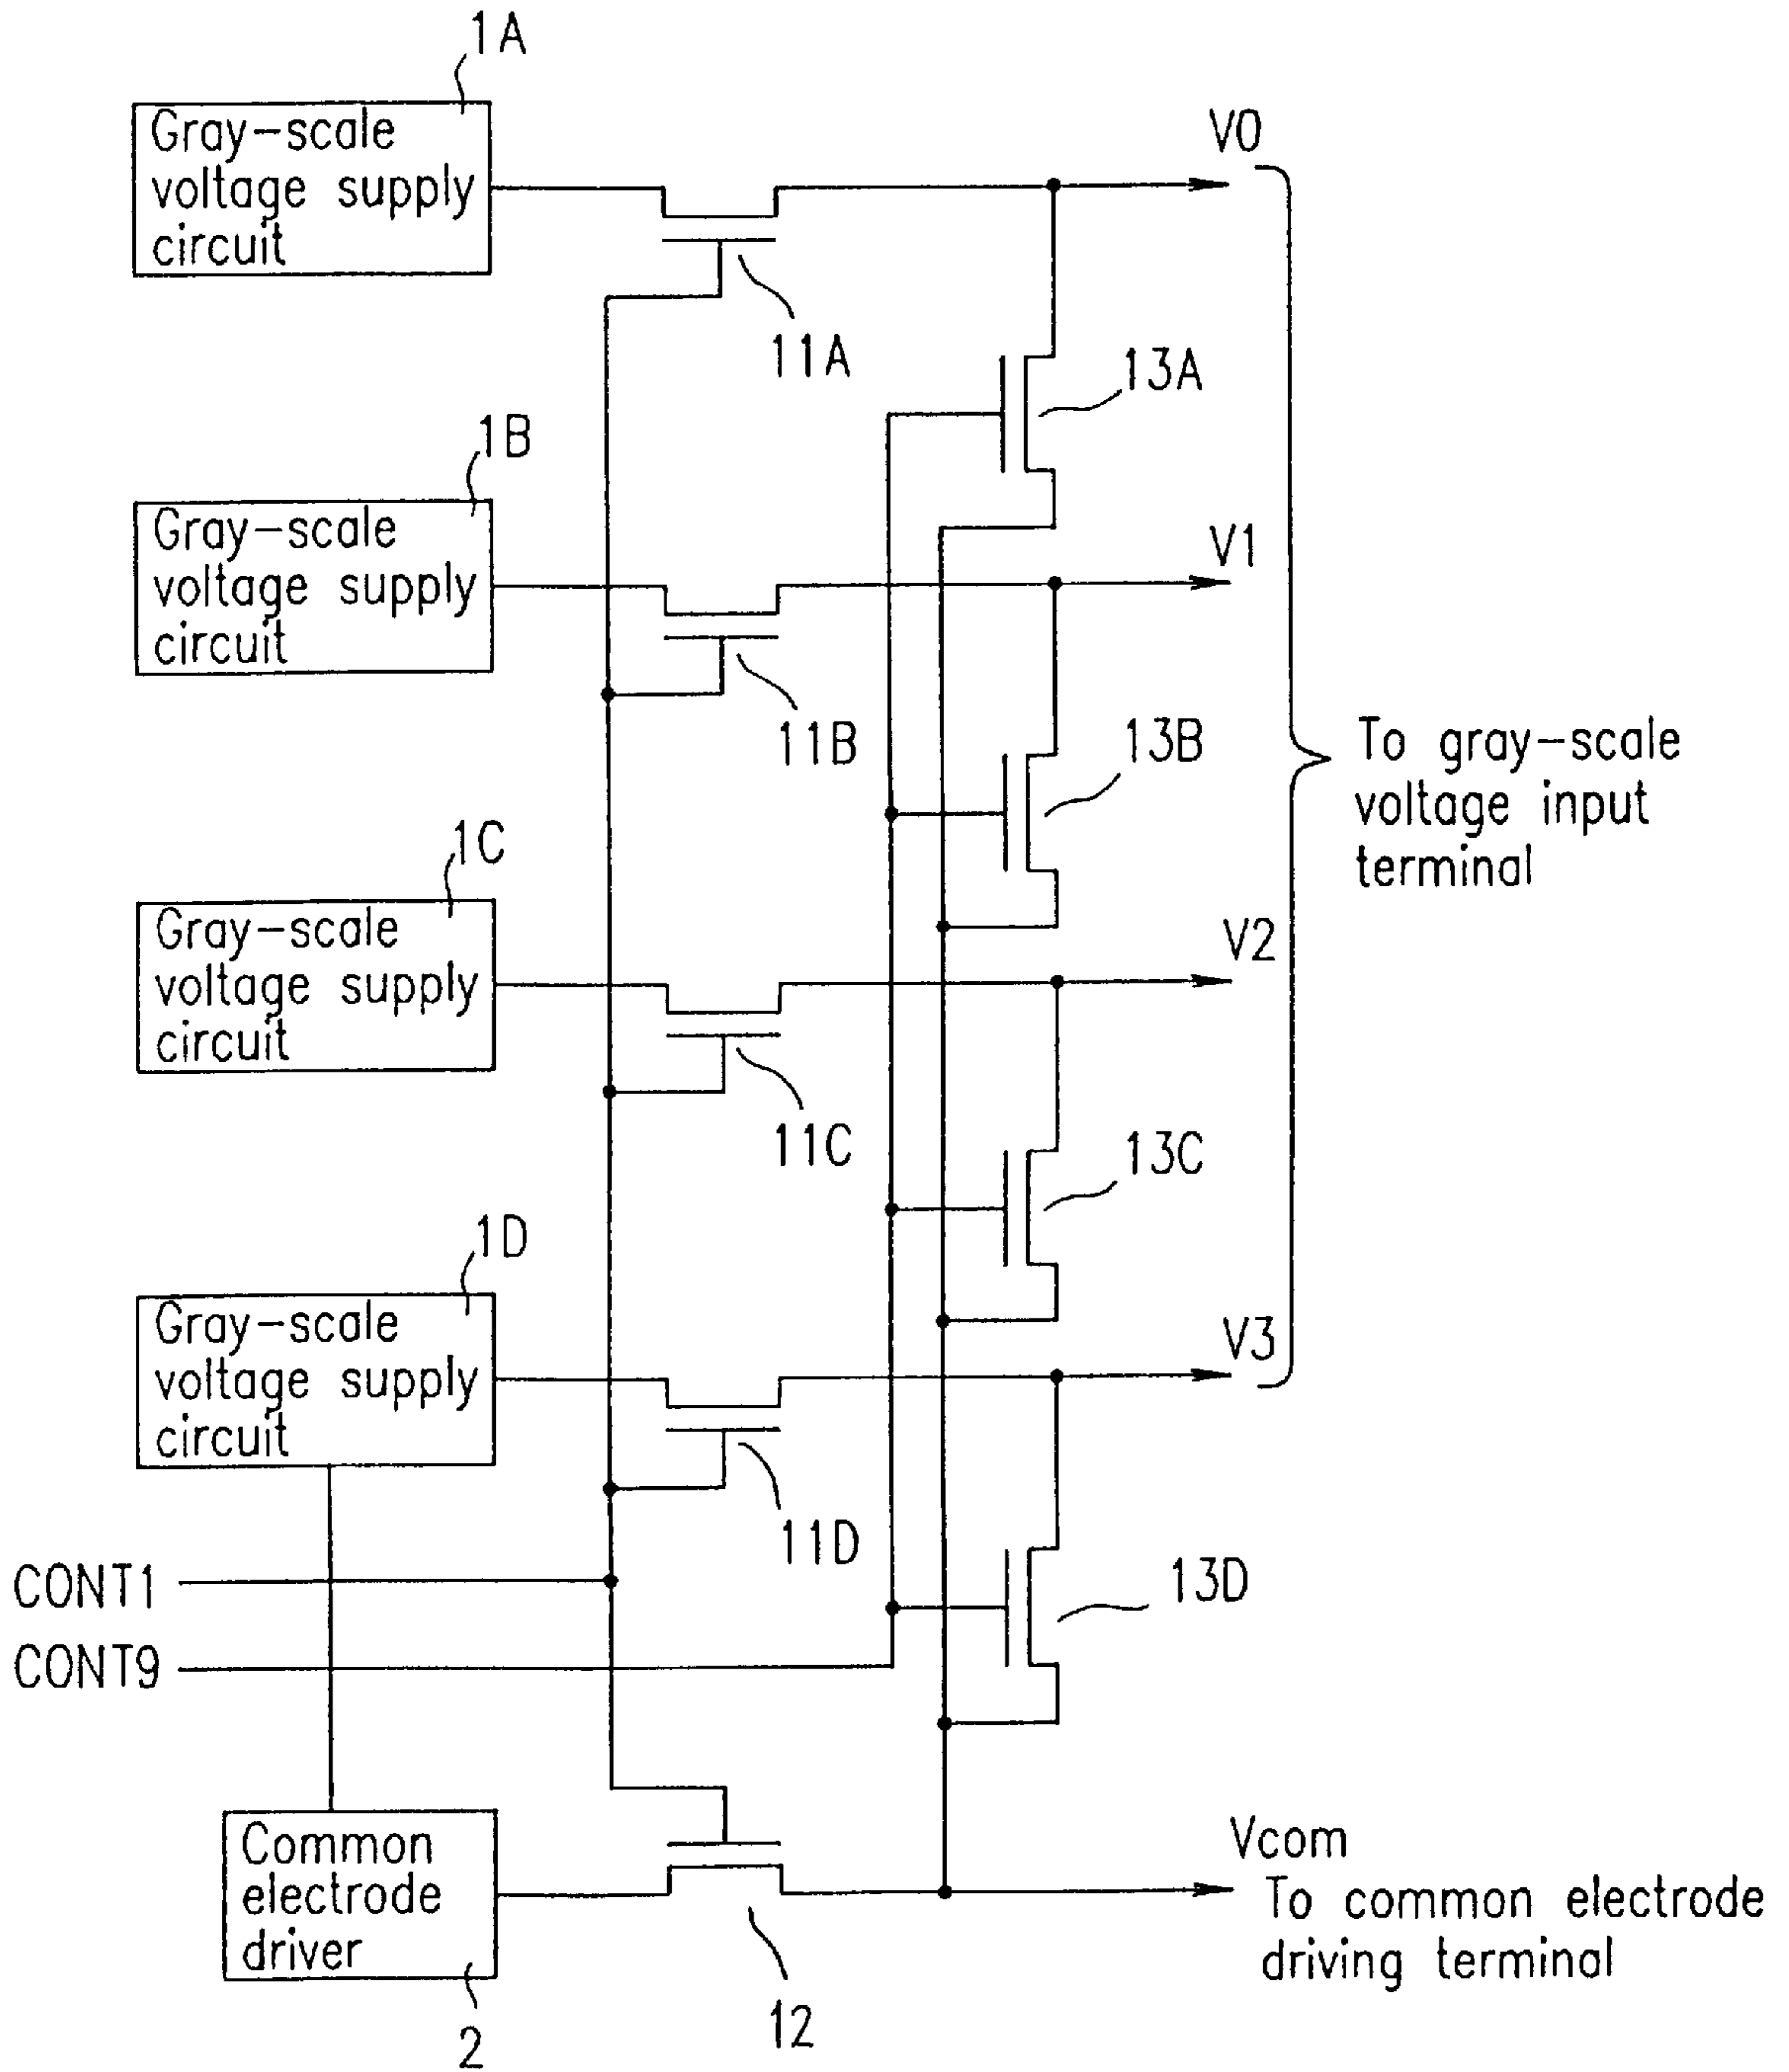 1A
Gray-scale
voltage supply
circuit
V0
11A
13A
1B
Gray-scale
voltage supply
circuit
V1
11B
13B
To gray-scale
voltage input
terminal
1C
Gray-scale
voltage supply
circuit
V2
11C
13C
1D
Gray-scale
voltage supply
circuit
V3
11D
13D
CONT1
CONT9
Common
electrode
driver
2
12
Vcom
To common electrode
driving terminal